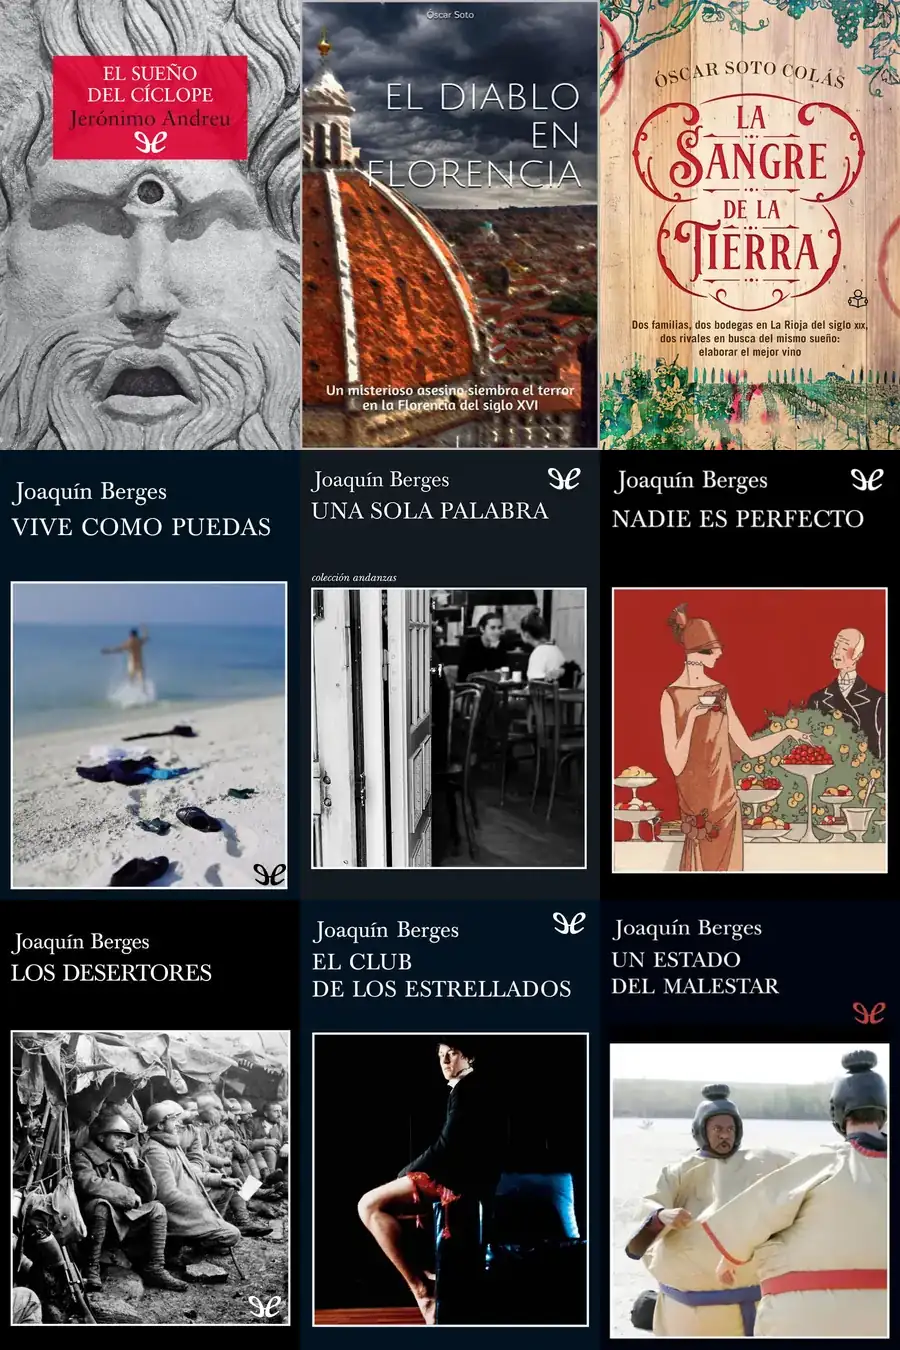 EL SUEÑO
DEL CÍCLOPE
Jerónimo Andreu
Óscar Soto
EL DIABLO
EN
FLORENCIA
Un misterioso asesino siembra el terror
en la Florencia del siglo XVI
ÓSCAR SOTO COLÁS
LA
SANGRE
DE LA
TIERRA
Dos familias, dos bodegas en La Rioja del siglo XIX,
dos rivales en busca del mismo sueño:
elaborar el mejor vino
Joaquín Berges
VIVE COMO PUEDAS
Joaquín Berges
UNA SOLA PALABRA
colección andanzas
Joaquín Berges
NADIE ES PERFECTO
Joaquín Berges
LOS DESERTORES
Joaquín Berges
EL CLUB
DE LOS ESTRELLADOS
Joaquín Berges
UN ESTADO
DEL MALESTAR